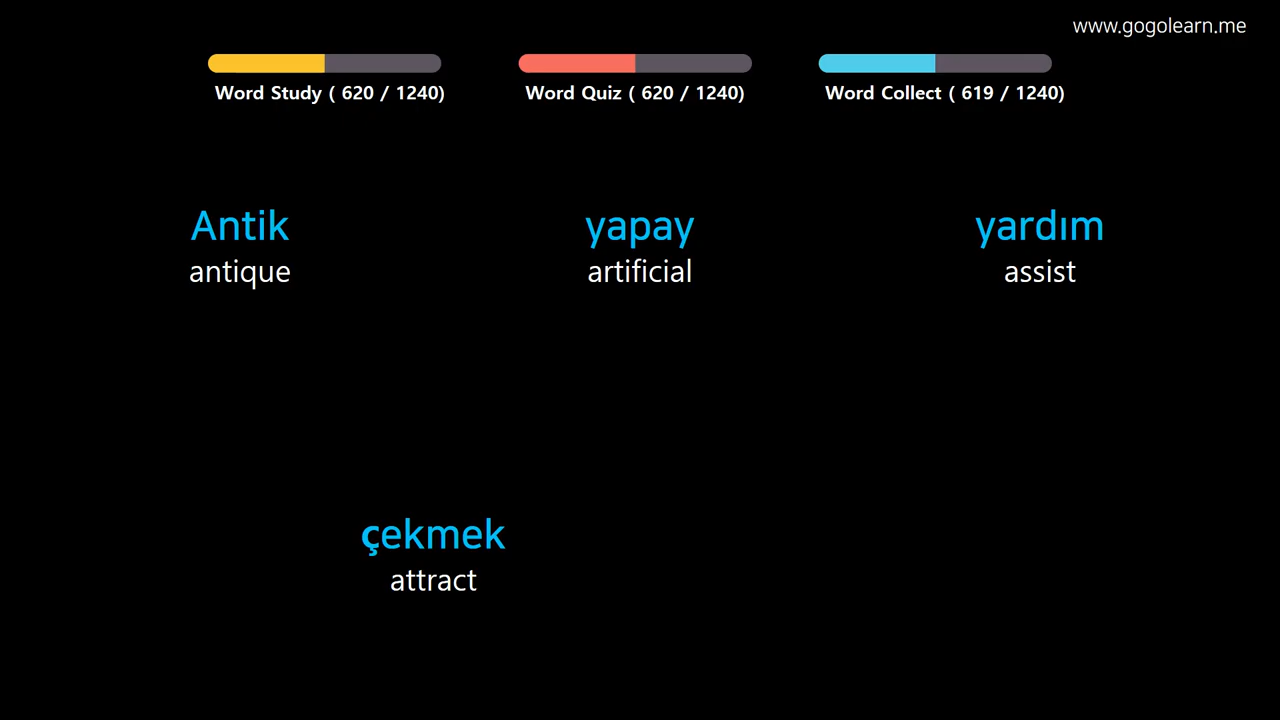 www.gogolearn.me
Word Study ( 620 / 1240)
Word Quiz ( 620 / 1240)
Word Collect ( 619 / 1240)
Antik
antique
yapay
artificial
yardım
assist
çekmek
attract